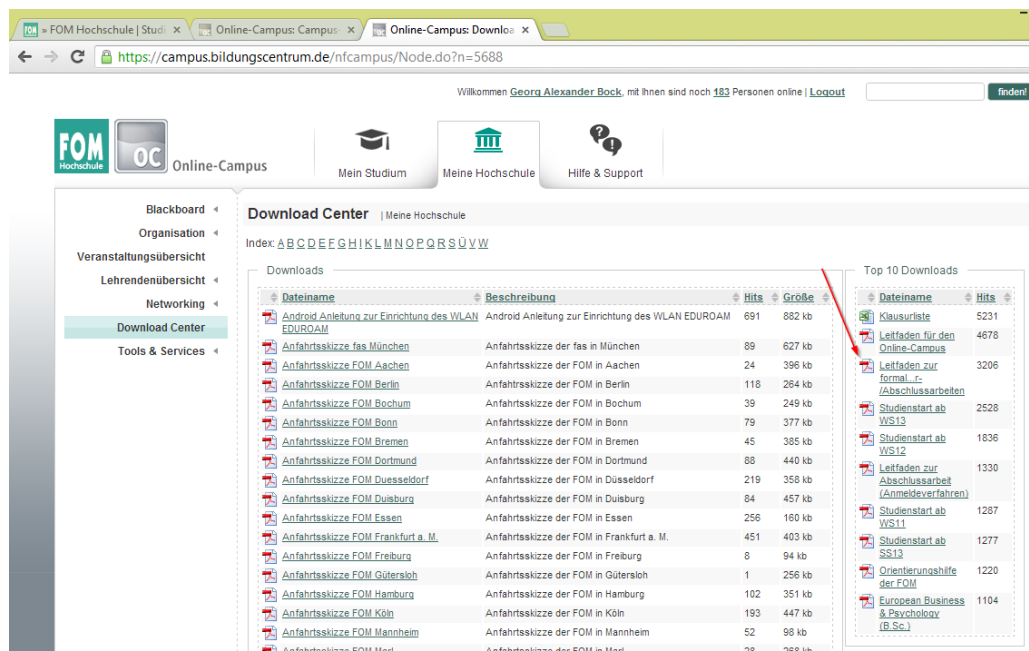 » FOM Hochschule | Studi
Online-Campus: Campus-
Online-Campus: Downloa
https://campus.bildungscentrum.de/nfcampus/Node.do?n=5688
Willkommen Georg Alexander Bock, mit Ihnen sind noch 183 Personen online | Logout
finden!
FOM
Hochschule
OC
Online-Campus
Mein Studium
Meine Hochschule
Hilfe & Support
Blackboard
Organisation
Veranstaltungsübersicht
Lehrendenübersicht
Networking
Download Center
Tools & Services
Download Center | Meine Hochschule
Index: A B C D E F G H I K L M N O P Q R S Ü V W
Downloads
Dateiname Beschreibung Hits Größe
Android Anleitung zur Einrichtung des WLAN Android Anleitung zur Einrichtung des WLAN EDUROAM 691 882 kb
EDUROAM
Anfahrtsskizze fas München Anfahrtsskizze der fas in München 89 627 kb
Anfahrtsskizze FOM Aachen Anfahrtsskizze der FOM in Aachen 24 396 kb
Anfahrtsskizze FOM Berlin Anfahrtsskizze der FOM in Berlin 118 264 kb
Anfahrtsskizze FOM Bochum Anfahrtsskizze der FOM in Bochum 39 249 kb
Anfahrtsskizze FOM Bonn Anfahrtsskizze der FOM in Bonn 79 377 kb
Anfahrtsskizze FOM Bremen Anfahrtsskizze der FOM in Bremen 45 385 kb
Anfahrtsskizze FOM Dortmund Anfahrtsskizze der FOM in Dortmund 88 440 kb
Anfahrtsskizze FOM Duesseldorf Anfahrtsskizze der FOM in Düsseldorf 219 358 kb
Anfahrtsskizze FOM Duisburg Anfahrtsskizze der FOM in Duisburg 84 457 kb
Anfahrtsskizze FOM Essen Anfahrtsskizze der FOM in Essen 256 160 kb
Anfahrtsskizze FOM Frankfurt a. M. Anfahrtsskizze der FOM in Frankfurt a. M. 451 403 kb
Anfahrtsskizze FOM Freiburg Anfahrtsskizze der FOM in Freiburg 8 94 kb
Anfahrtsskizze FOM Gütersloh Anfahrtsskizze der FOM in Gütersloh 1 256 kb
Anfahrtsskizze FOM Hamburg Anfahrtsskizze der FOM in Hamburg 102 351 kb
Anfahrtsskizze FOM Köln Anfahrtsskizze der FOM in Köln 193 447 kb
Anfahrtsskizze FOM Mannheim Anfahrtsskizze der FOM in Mannheim 52 98 kb
Anfahrtsskizze FOM Marl Anfahrtsskizze der FOM in Marl 28 268 kb
Top 10 Downloads
Dateiname Hits
Klausurliste 5231
Leitfaden für den 4678
Online-Campus
Leitfaden zur 3206
formal...r-
/Abschlussarbeiten
Studienstart ab 2528
WS13
Studienstart ab 1836
WS12
Leitfaden zur 1330
Abschlussarbeit
(Anmeldeverfahren)
Studienstart ab 1287
WS11
Studienstart ab 1277
SS13
Orientierungshilfe 1220
der FOM
European Business 1104
& Psychology
(B.Sc.)